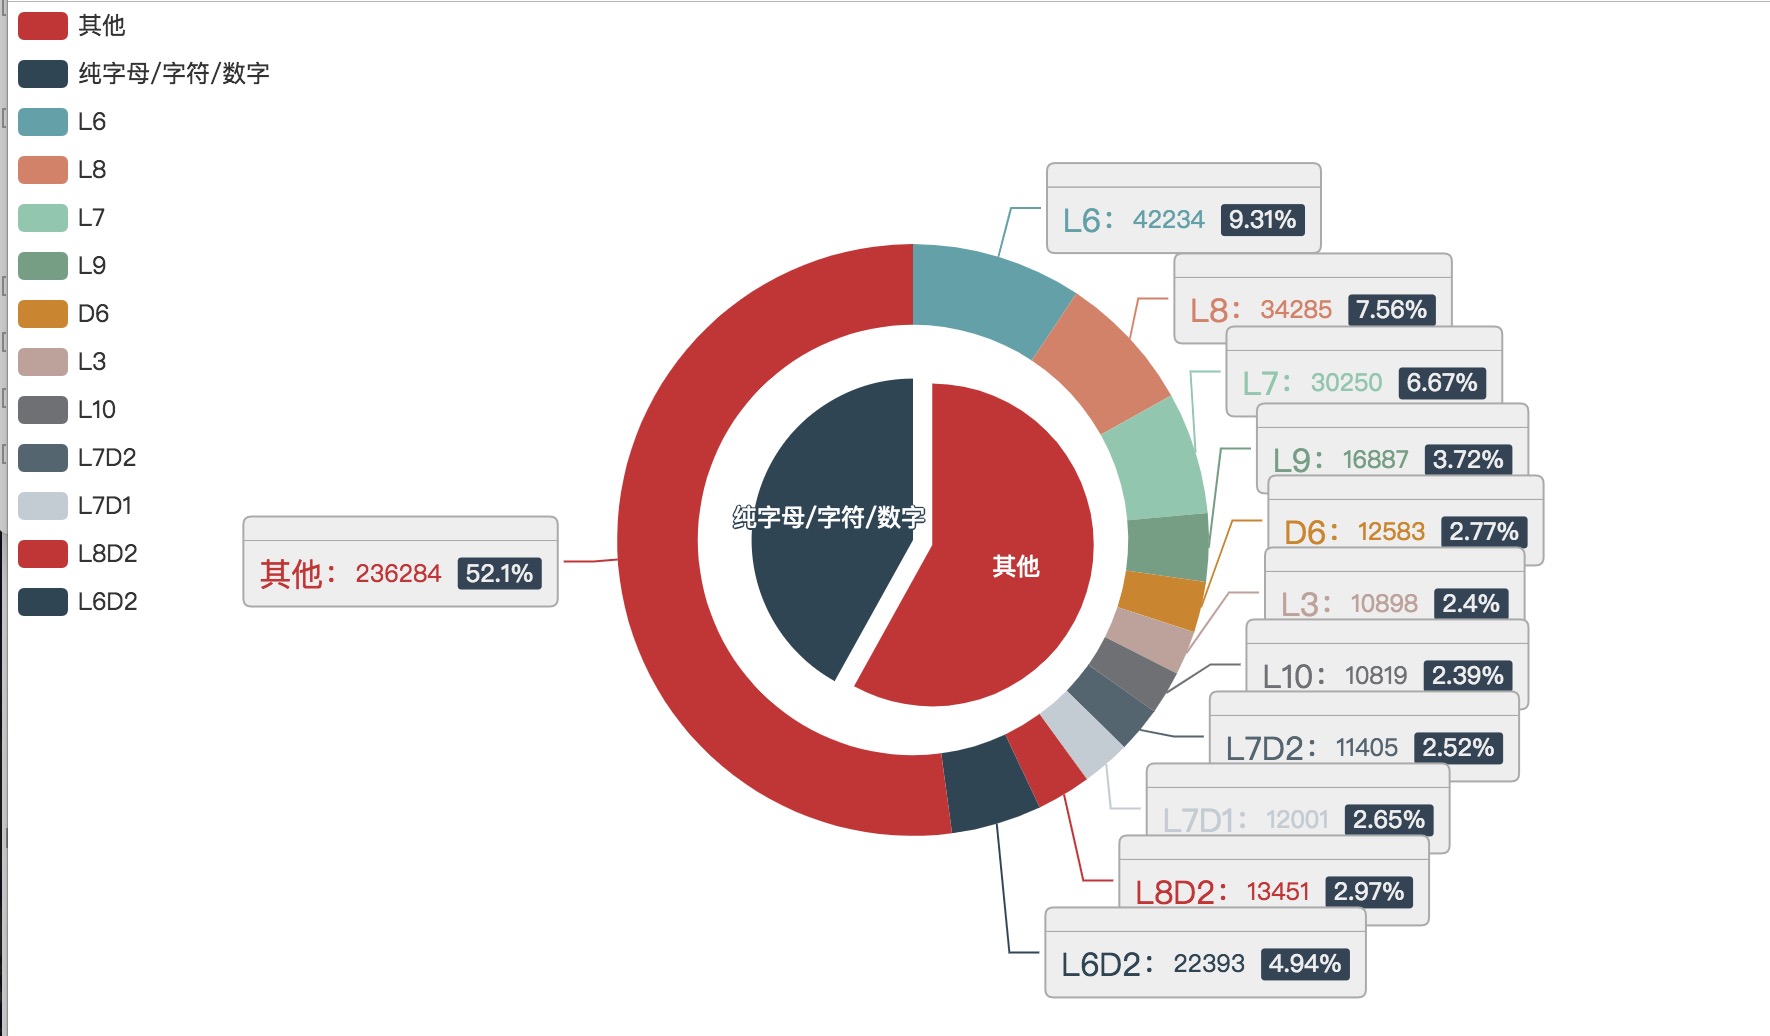 其他
纯字母/字符/数字
L6
L8
L7
L9
D6
L3
L10
L7D2
L7D1
L8D2
L6D2
L6： 42234 9.31%
L8： 34285 7.56%
L7： 30250 6.67%
L9： 16887 3.72%
D6： 12583 2.77%
L3： 10898 2.4%
L10： 10819 2.39%
L7D2： 11405 2.52%
L7D1： 12001 2.65%
L8D2： 13451 2.97%
L6D2： 22393 4.94%
其他： 236284 52.1%
纯字母/字符/数字
其他